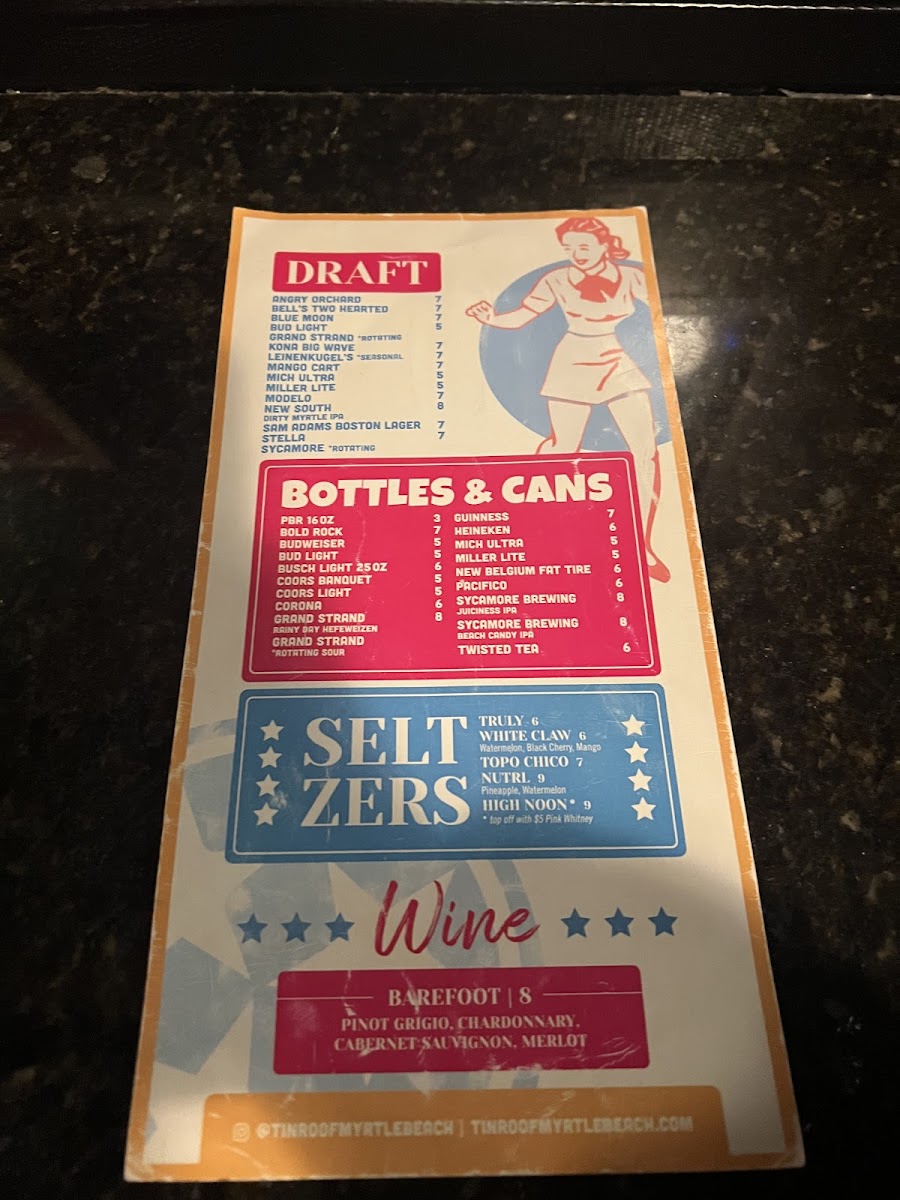 DRAFT
ANGRY ORCHARD 7
BELL'S TWO HEARTED 7
BLUE MOON 7
BUD LIGHT 5
GRAND STRAND *ROTATING
KONA BIG WAVE 7
LEINENKUGEL'S *SEASONAL 7
MANGO CART 7
MICH ULTRA 5
MILLER LITE 5
MODELO 7
NEW SOUTH 8
DIRTY MYRTLE IPA
SAM ADAMS BOSTON LAGER 7
STELLA 7
SYCAMORE *ROTATING
BOTTLES & CANS
PBR 16OZ 3
BOLD ROCK 7
BUDWEISER 5
BUD LIGHT 5
BUSCH LIGHT 25OZ 6
COORS BANQUET 5
COORS LIGHT 5
CORONA 6
GRAND STRAND 8
RAINY DAY HEFEWEIZEN
GRAND STRAND
*ROTATING SOUR
GUINNESS 7
HEINEKEN 6
MICH ULTRA 5
MILLER LITE 5
NEW BELGIUM FAT TIRE 6
PACIFICO 6
SYCAMORE BREWING 8
JUICINESS IPA
SYCAMORE BREWING 8
BEACH CANDY IPA
TWISTED TEA 6
SELT
ZERS
TRULY 6
WHITE CLAW 6
Watermelon, Black Cherry, Mango
TOPO CHICO 7
NUTRL 9
Pineapple, Watermelon
HIGH NOON* 9
* top off with $5 Pink Whitney
Wine
BAREFOOT | 8
PINOT GRIGIO, CHARDONNARY,
CABERNET SAUVIGNON, MERLOT
@TINROOFMYRTLEBEACH | TINROOFMYRTLEBEACH.COM